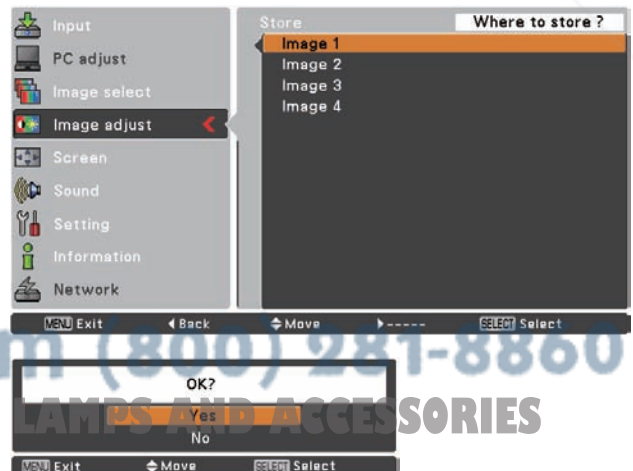 Input
PC adjust
Image select
Image adjust
Screen
Sound
Setting
Information
Network
Store
Where to store ?
Image 1
Image 2
Image 3
Image 4
MENU Exit ◀Back Move ▶----- SELECT Select
m (800) 281-8860
OK?
Yes
No
LAMPS AND ACCESSORIES
MENU Exit Move SELECT Select